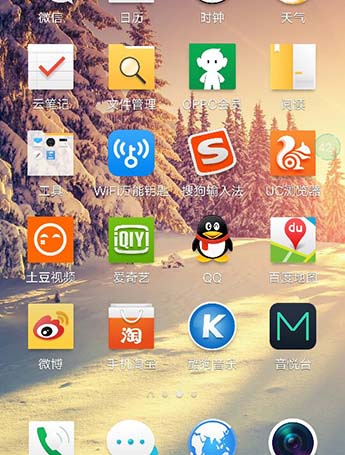 微信 日历 时钟 天气
云笔记 文件管理 OPPO会员 阅读
工具 WiFi万能钥匙 搜狗输入法 UC浏览器
42
iQIYI du
土豆视频 爱奇艺 QQ 百度地图
淘 K M
微博 手机淘宝 酷狗音乐 音悦台